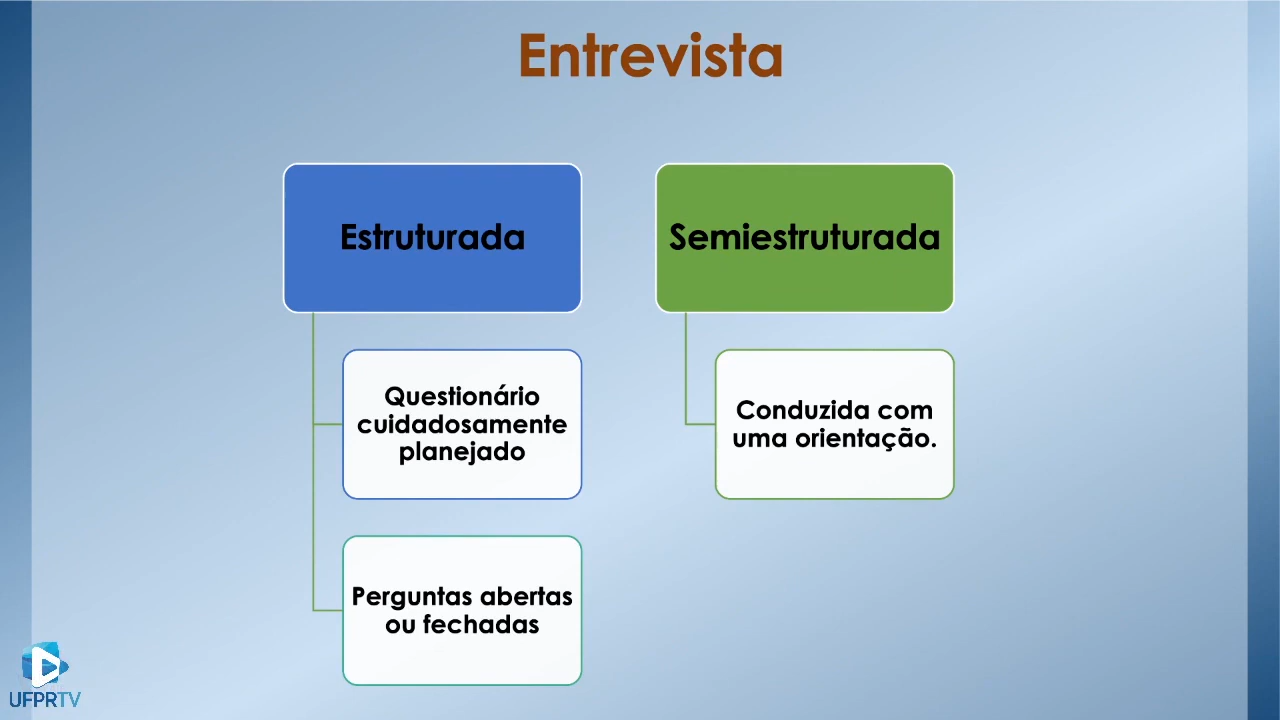 Entrevista
Estruturada
Semiestruturada
Questionário
cuidadosamente
planejado
Conduzida com
uma orientação.
Perguntas abertas
ou fechadas
UFPRTV